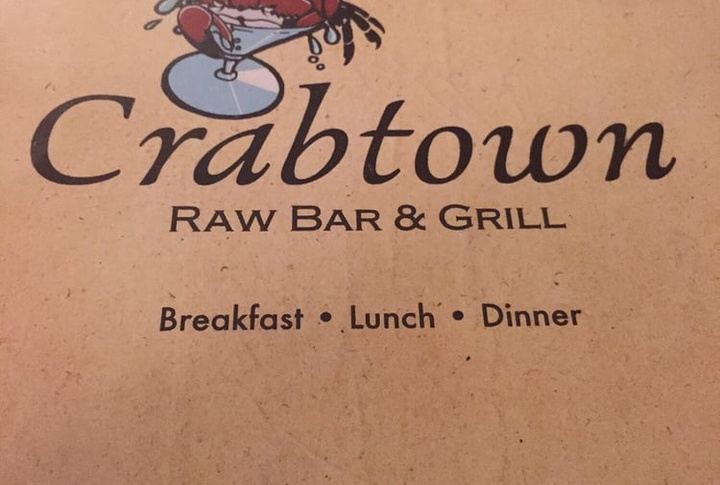 Crabtown
RAW BAR & GRILL
Breakfast • Lunch • Dinner